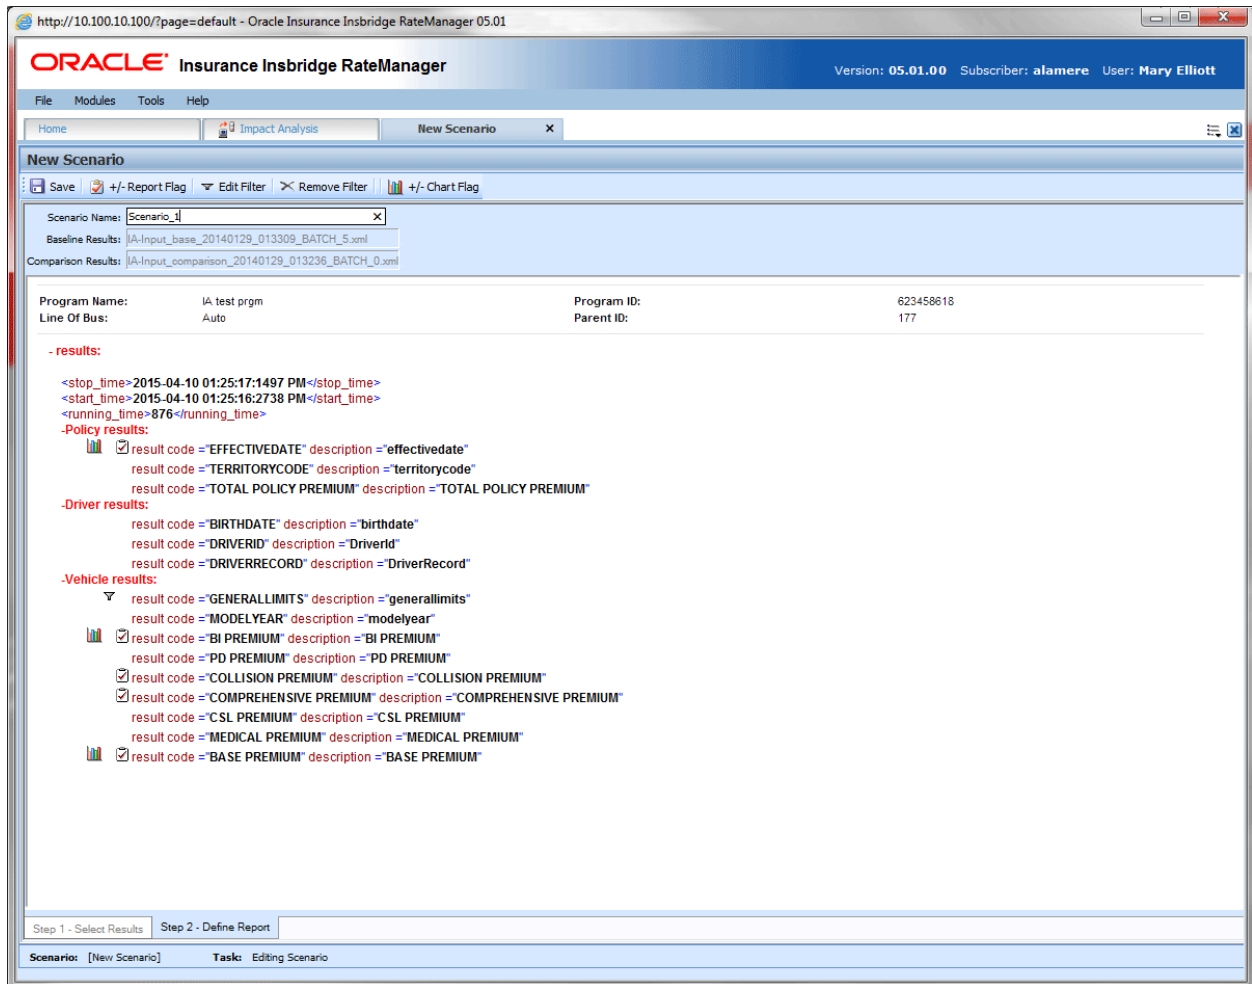 http://10.100.10.100/?page=default - Oracle Insurance Insbridge RateManager 05.01
ORACLE Insurance Insbridge RateManager
Version: 05.01.00 Subscriber: alamere User: Mary Elliott
File Modules Tools Help
Home Impact Analysis New Scenario
New Scenario
Save +/- Report Flag Edit Filter Remove Filter +/- Chart Flag
Scenario Name: Scenario_1
Baseline Results: IA-Input_base_20140129_013309_BATCH_5.xml
Comparison Results: IA-Input_comparison_20140129_013236_BATCH_0.xml
Program Name: IA test prgm Program ID: 623458618
Line Of Bus: Auto Parent ID: 177
- results:
<stop_time>2015-04-10 01:25:17:1497 PM</stop_time>
<start_time>2015-04-10 01:25:16:2738 PM</start_time>
<running_time>876</running_time>
-Policy results:
result code ="EFFECTIVEDATE" description ="effectivedate"
result code ="TERRITORYCODE" description ="territorycode"
result code ="TOTAL POLICY PREMIUM" description ="TOTAL POLICY PREMIUM"
-Driver results:
result code ="BIRTHDATE" description ="birthdate"
result code ="DRIVERID" description ="DriverId"
result code ="DRIVERRECORD" description ="DriverRecord"
-Vehicle results:
result code ="GENERALLIMITS" description ="generallimits"
result code ="MODELYEAR" description ="modelyear"
result code ="BI PREMIUM" description ="BI PREMIUM"
result code ="PD PREMIUM" description ="PD PREMIUM"
result code ="COLLISION PREMIUM" description ="COLLISION PREMIUM"
result code ="COMPREHENSIVE PREMIUM" description ="COMPREHENSIVE PREMIUM"
result code ="CSL PREMIUM" description ="CSL PREMIUM"
result code ="MEDICAL PREMIUM" description ="MEDICAL PREMIUM"
result code ="BASE PREMIUM" description ="BASE PREMIUM"
Step 1 - Select Results Step 2 - Define Report
Scenario: [New Scenario] Task: Editing Scenario